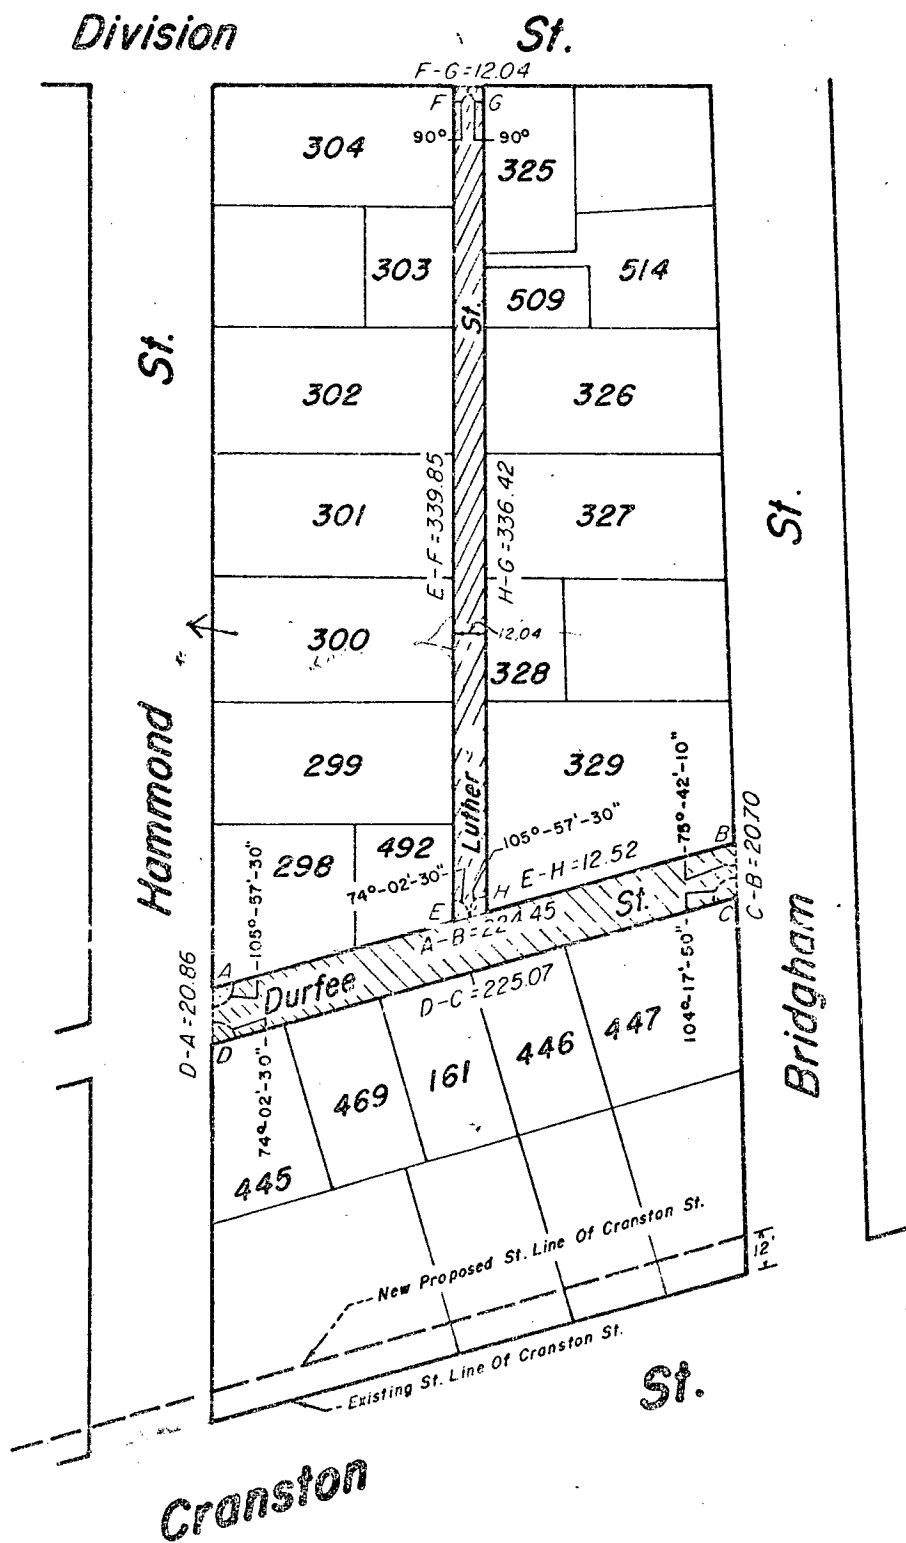 Division St.
F-G=12.04
F G
90° 90°
304
325
303
514
509
St.
St.
302
326
E-F=339.85
H-G=336.42
301
327
St.
300
12.04
328
Hammond
299
329
Luther
75°-42'-10"
B
C-B=20.70
105°-57'-30"
492
298
74°-02'-30"
105°-57'-30"
E H E-H=12.52
St.
C
A-B=224.45
A
Durfee
D-C=225.07
D-A=20.86
D
74°-02'-30"
104°-17'-50"
Bridgham
445
469
161
446
447
New Proposed St. Line Of Cranston St.
12'
Existing St. Line Of Cranston St.
Cranston St.